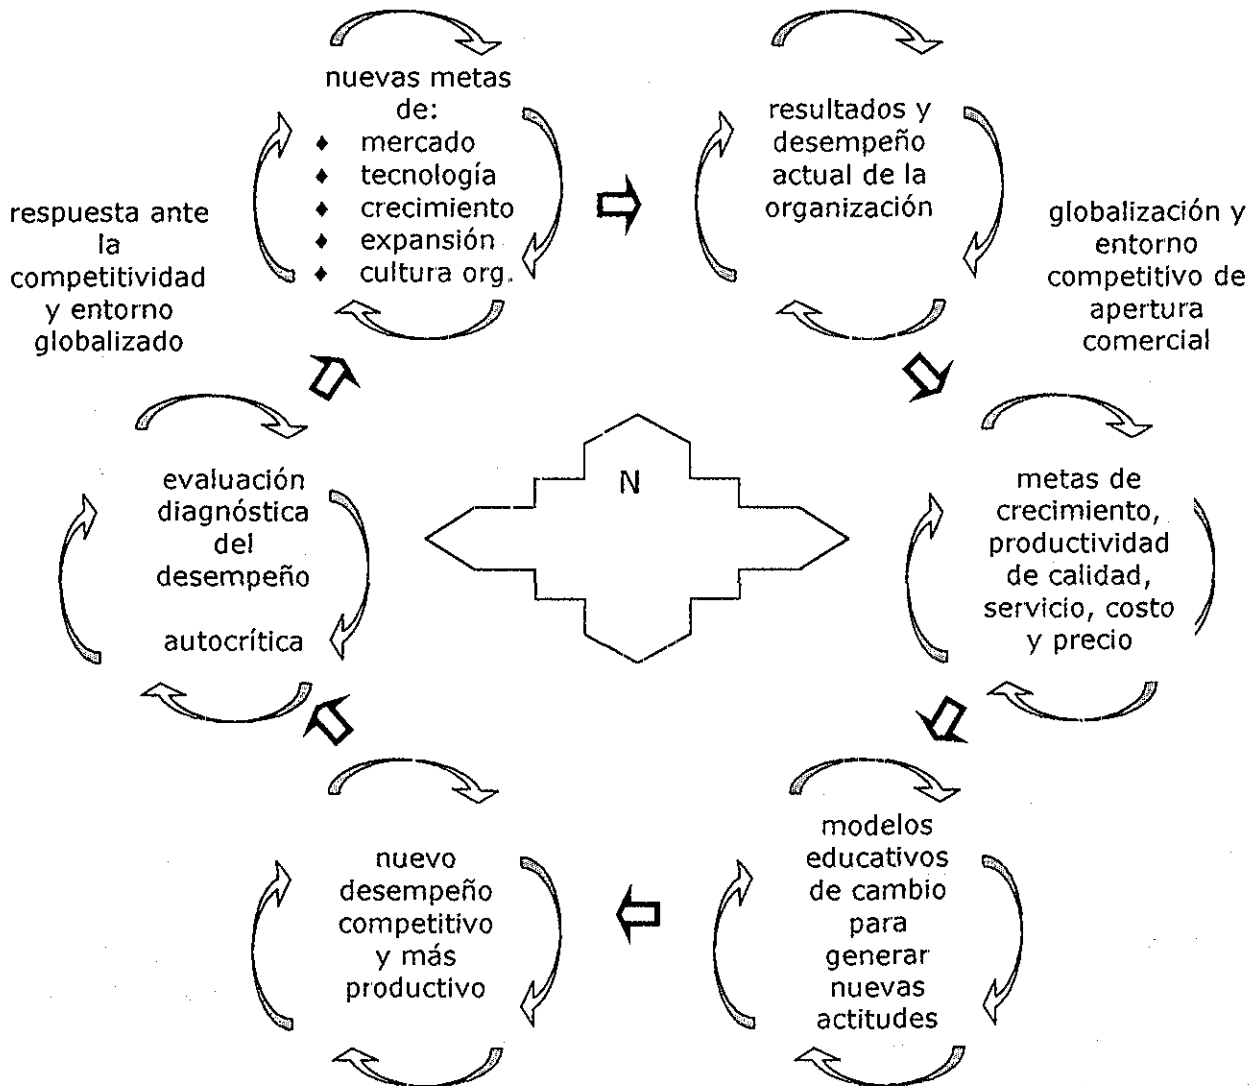 nuevas metas
de:
♦ mercado
♦ tecnología
♦ crecimiento
♦ expansión
♦ cultura org.
resultados y
desempeño
actual de la
organización
respuesta ante
la
competitividad
y entorno
globalizado
globalización y
entorno
competitivo de
apertura
comercial
evaluación
diagnóstica
del
desempeño
autocrítica
N
metas de
crecimiento,
productividad
de calidad,
servicio, costo
y precio
nuevo
desempeño
competitivo
y más
productivo
modelos
educativos
de cambio
para
generar
nuevas
actitudes